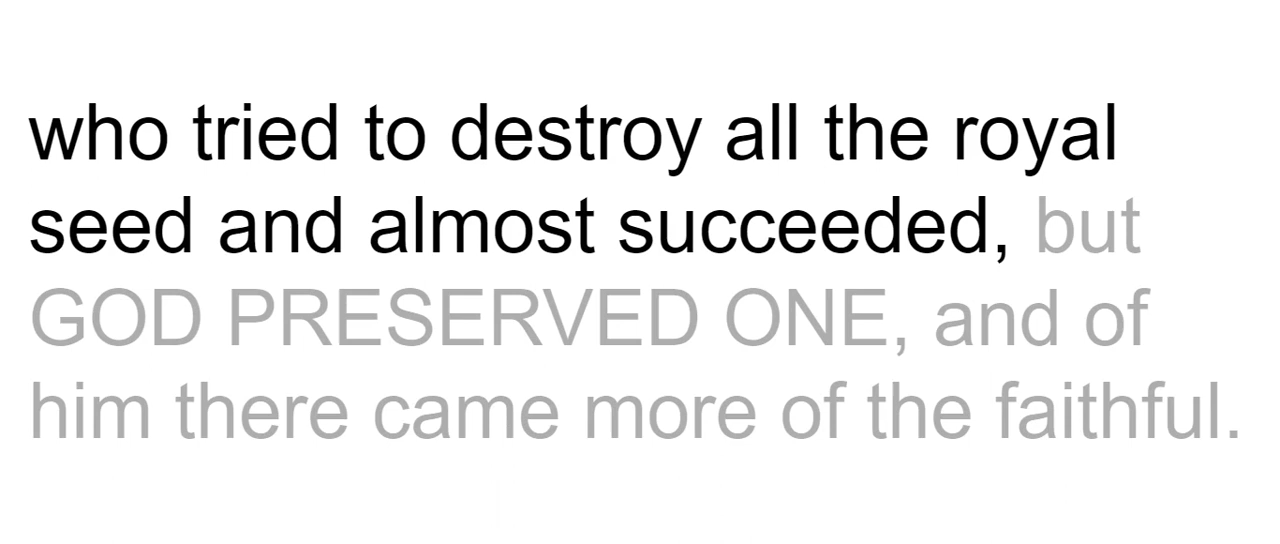 who tried to destroy all the royal
seed and almost succeeded, but
GOD PRESERVED ONE, and of
him there came more of the faithful.